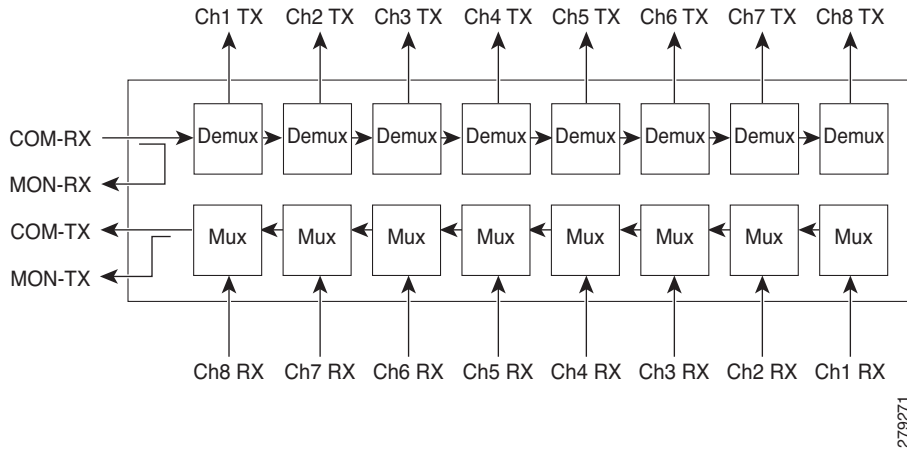 Ch1 TX Ch2 TX Ch3 TX Ch4 TX Ch5 TX Ch6 TX Ch7 TX Ch8 TX
COM-RX Demux Demux Demux Demux Demux Demux Demux Demux
MON-RX
COM-TX Mux Mux Mux Mux Mux Mux Mux Mux
MON-TX
Ch8 RX Ch7 RX Ch6 RX Ch5 RX Ch4 RX Ch3 RX Ch2 RX Ch1 RX
279271